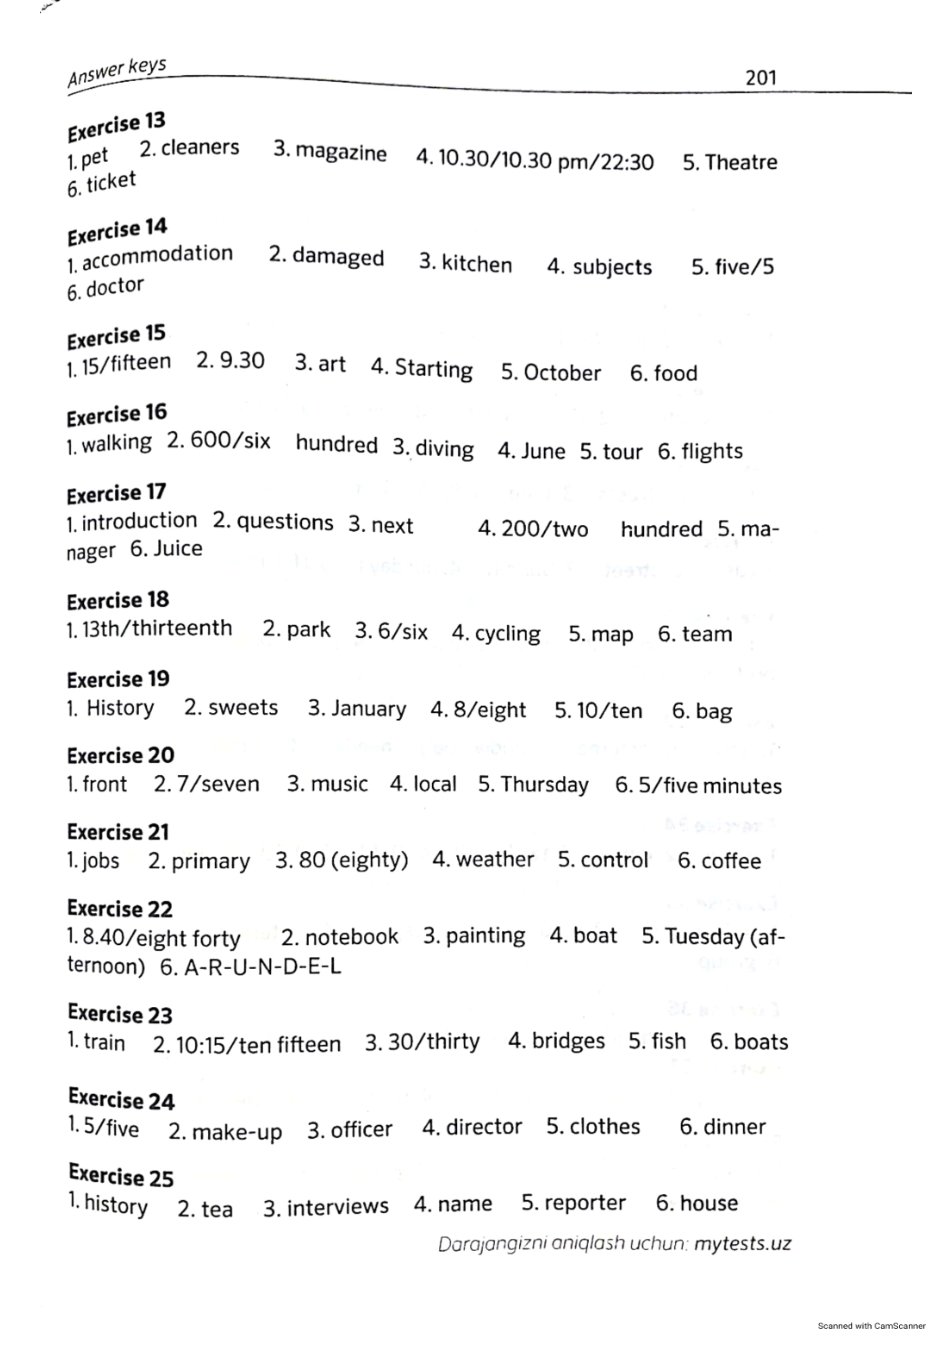 Answer keys 201
Exercise 13
1. pet 2. cleaners 3. magazine 4. 10.30/10.30 pm/22:30 5. Theatre
6. ticket
Exercise 14
1. accommodation 2. damaged 3. kitchen 4. subjects 5. five/5
6. doctor
Exercise 15
1. 15/fifteen 2. 9.30 3. art 4. Starting 5. October 6. food
Exercise 16
1. walking 2. 600/six hundred 3. diving 4. June 5. tour 6. flights
Exercise 17
1. introduction 2. questions 3. next 4. 200/two hundred 5. ma-
nager 6. Juice
Exercise 18
1. 13th/thirteenth 2. park 3. 6/six 4. cycling 5. map 6. team
Exercise 19
1. History 2. sweets 3. January 4. 8/eight 5. 10/ten 6. bag
Exercise 20
1. front 2. 7/seven 3. music 4. local 5. Thursday 6. 5/five minutes
Exercise 21
1. jobs 2. primary 3. 80 (eighty) 4. weather 5. control 6. coffee
Exercise 22
1. 8.40/eight forty 2. notebook 3. painting 4. boat 5. Tuesday (af-
ternoon) 6. A-R-U-N-D-E-L
Exercise 23
1. train 2. 10:15/ten fifteen 3. 30/thirty 4. bridges 5. fish 6. boats
Exercise 24
1. 5/five 2. make-up 3. officer 4. director 5. clothes 6. dinner
Exercise 25
1. history 2. tea 3. interviews 4. name 5. reporter 6. house
Darajangizni aniqlash uchun: mytests.uz
Scanned with CamScanner